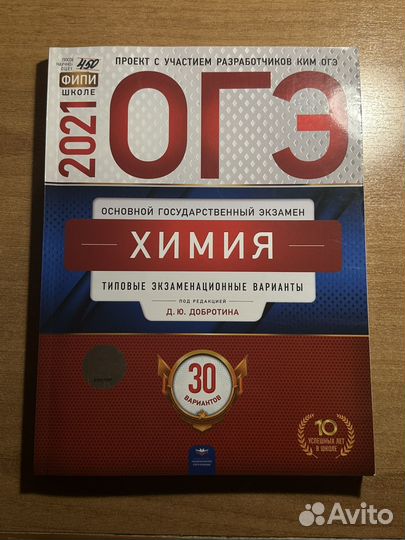 ПРОЕКТ С УЧАСТИЕМ РАЗРАБОТЧИКОВ КИМ ОГЭ
450
ФИПИ
ШКОЛЕ
2021
ОГЭ
ОСНОВНОЙ ГОСУДАРСТВЕННЫЙ ЭКЗАМЕН
ХИМИЯ
ТИПОВЫЕ ЭКЗАМЕНАЦИОННЫЕ ВАРИАНТЫ
ПОД РЕДАКЦИЕЙ
Д. Ю. ДОБРОТИНА
30
ВАРИАНТОВ
10
УСПЕШНЫХ ЛЕТ
В ШКОЛЕ
Avito